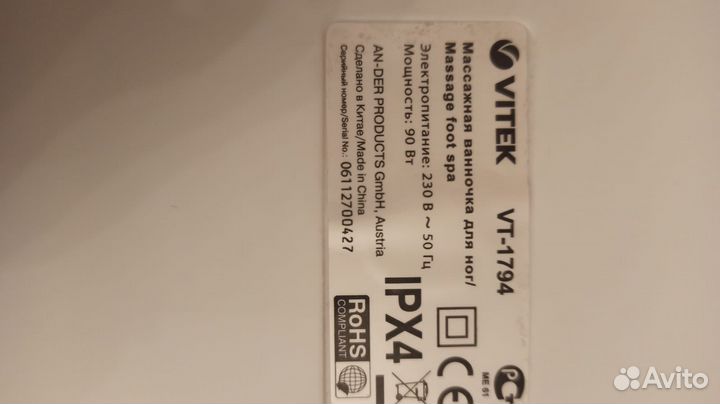 VITEK VT-1794
Массажная ванночка для ног/
Massage foot spa
Электропитание: 230 В ~ 50 Гц
Мощность: 90 Вт
AN-DER PRODUCTS GmbH, Austria
Сделано в Китае/Made in China
Серийный номер/Serial No.: 06112700427
IPX4
RoHS
COMPLIANT
CE
ME 61
РСТ
Avito